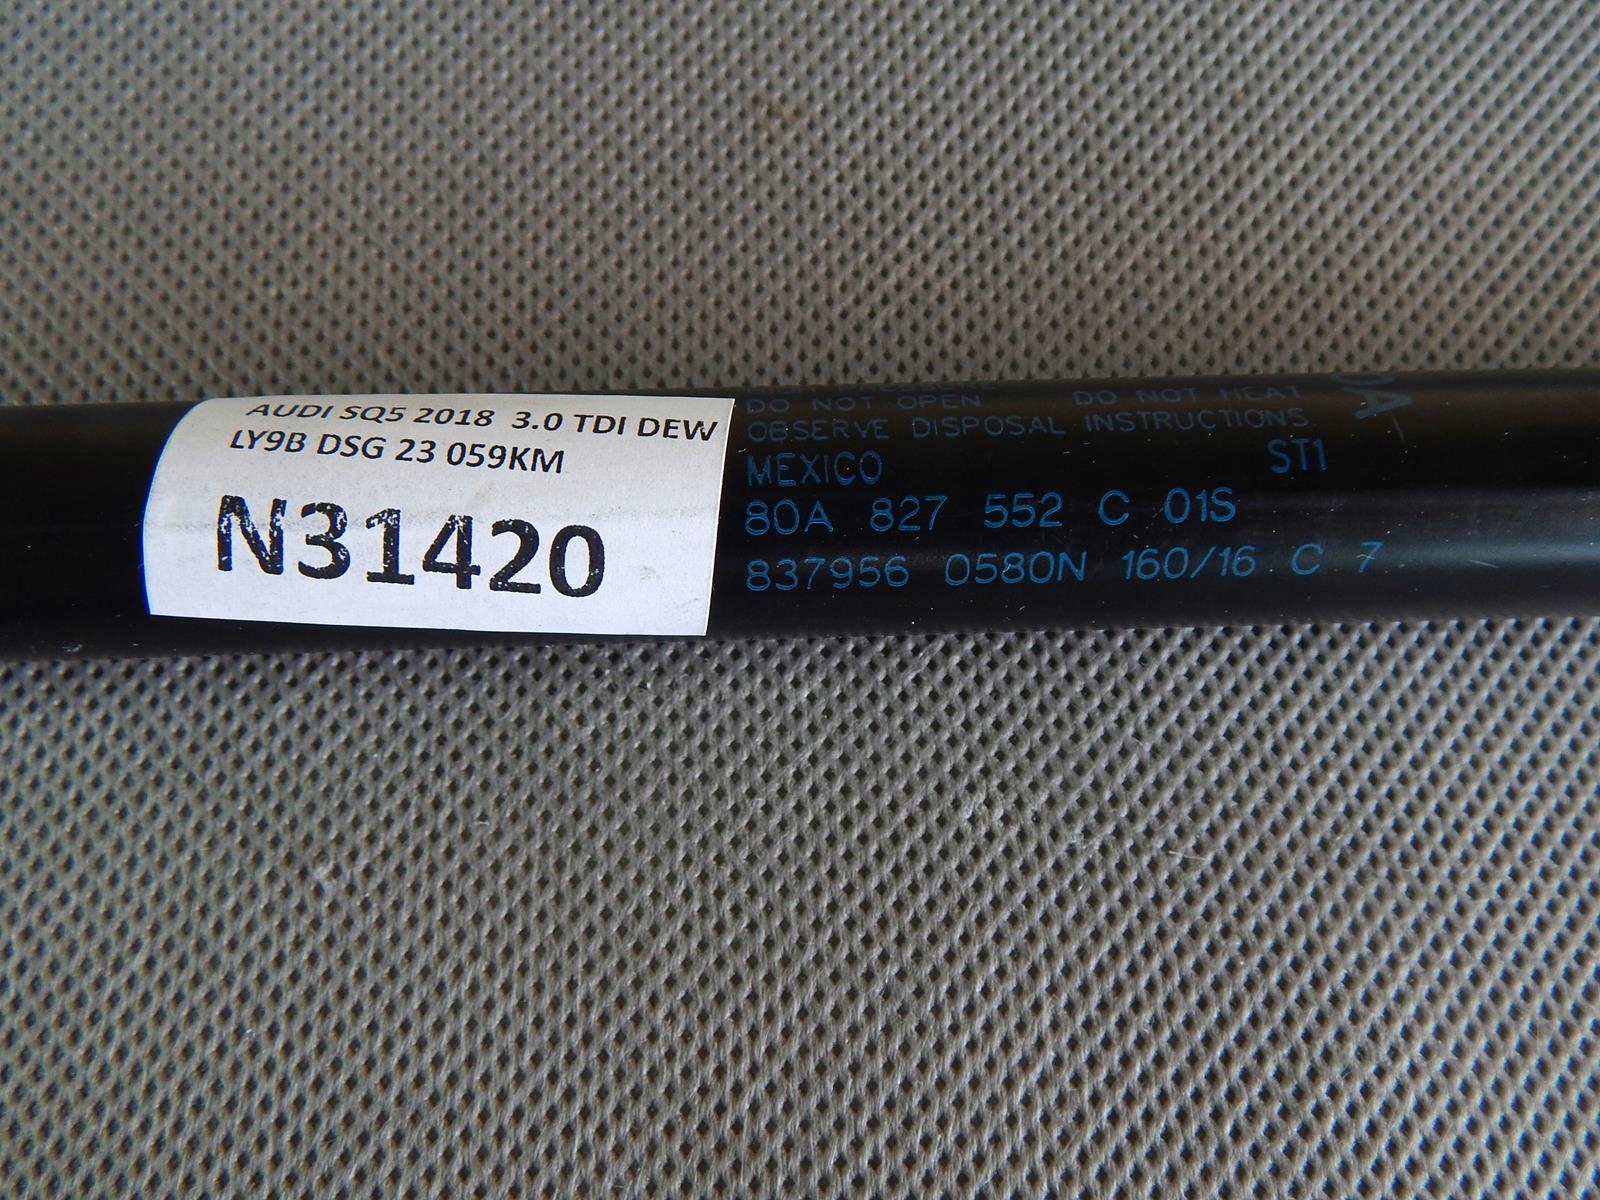 AUDI SQ5 2018 3.0 TDI DEW
LY9B DSG 23 059KM
N31420
DO NOT OPEN DO NOT HEAT
OBSERVE DISPOSAL INSTRUCTIONS
MEXICO ST1
80A 827 552 C 01S
837956 0580N 160/16 C 7